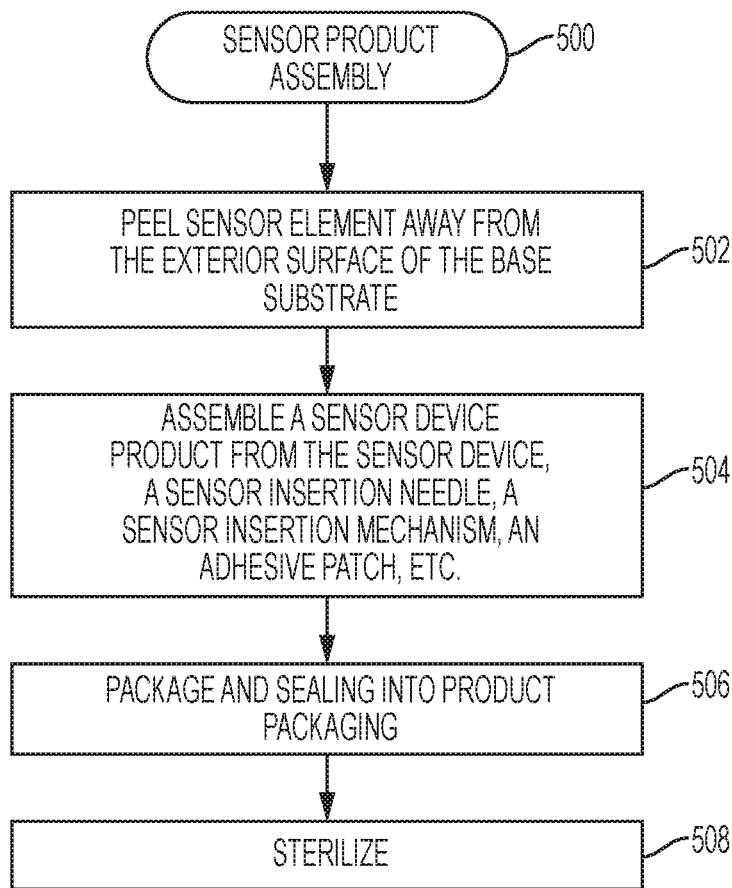 SENSOR PRODUCT
ASSEMBLY
500
PEEL SENSOR ELEMENT AWAY FROM
THE EXTERIOR SURFACE OF THE BASE
SUBSTRATE
502
ASSEMBLE A SENSOR DEVICE
PRODUCT FROM THE SENSOR DEVICE,
A SENSOR INSERTION NEEDLE, A
SENSOR INSERTION MECHANISM, AN
ADHESIVE PATCH, ETC.
504
PACKAGE AND SEALING INTO PRODUCT
PACKAGING
506
STERILIZE
508